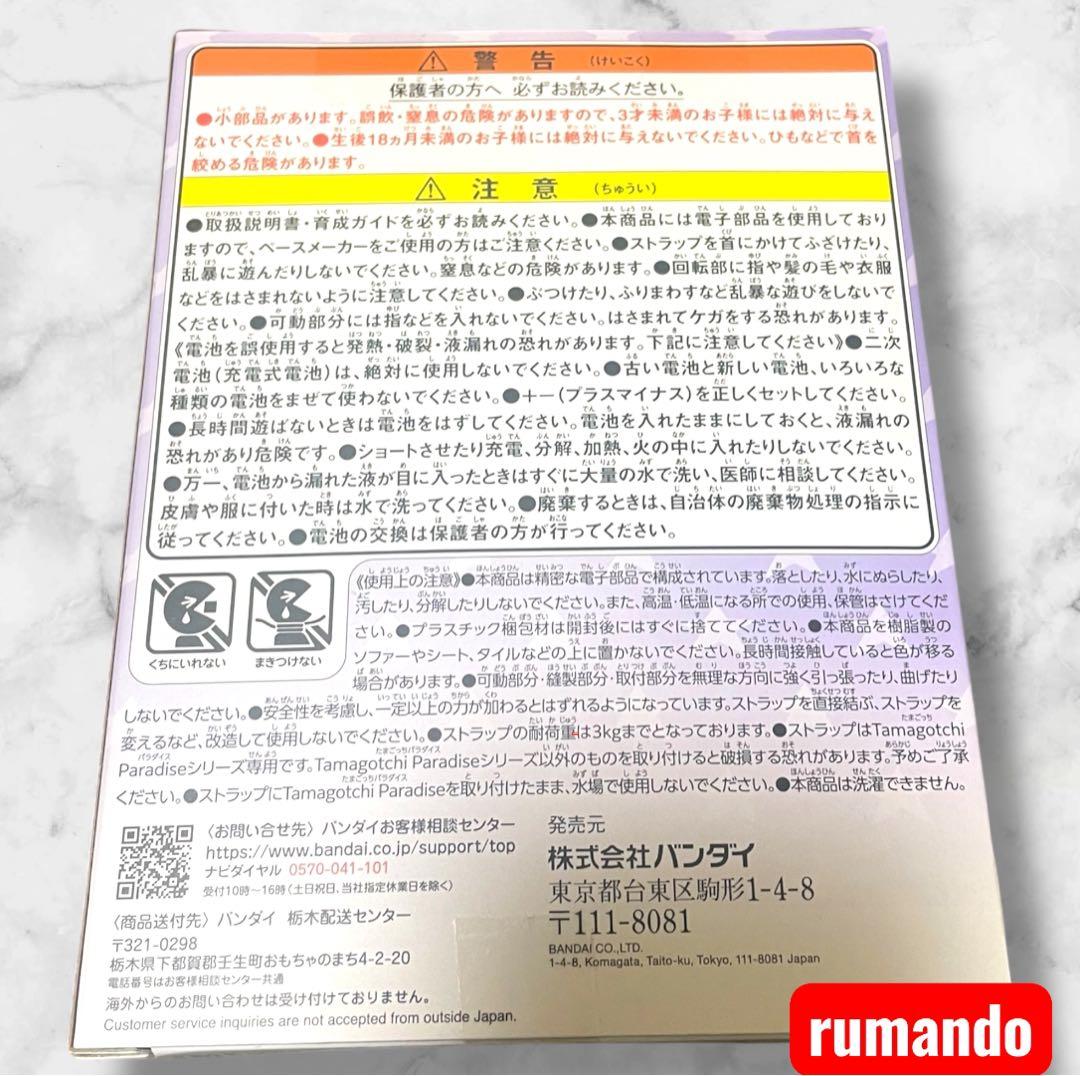 ⚠ 警告 (けいこく)
保護者の方へ 必ずお読みください。
●小部品があります。誤飲・窒息の危険がありますので、3才未満のお子様には絶対に与え
ないでください。●生後18ヵ月未満のお子様には絶対に与えないでください。ひもなどで首を
絞める危険があります。
⚠ 注意 (ちゅうい)
●取扱説明書・育成ガイドを必ずお読みください。●本商品には電子部品を使用しており
ますので、ペースメーカーをご使用の方はご注意ください。●ストラップを首にかけてふざけたり、
乱暴に遊んだりしないでください。窒息などの危険があります。●回転部に指や髪の毛や衣服
などをはさまれないように注意してください。●ぶつけたり、ふりまわすなど乱暴な遊びをしないで
ください。●可動部分には指などを入れないでください。はさまれてケガをする恐れがあります。
《電池を誤使用すると発熱・破裂・液漏れの恐れがあります。下記に注意してください》●二次
電池(充電式電池)は、絶対に使用しないでください。●古い電池と新しい電池、いろいろな
種類の電池をまぜて使わないでください。●+−(プラスマイナス)を正しくセットしてください。
●長時間遊ばないときは電池をはずしてください。電池を入れたままにしておくと、液漏れの
恐れがあり危険です。●ショートさせたり充電、分解、加熱、火の中に入れたりしないでください。
●万一、電池から漏れた液が目に入ったときはすぐに大量の水で洗い、医師に相談してください。
皮膚や服に付いた時は水で洗ってください。●廃棄するときは、自治体の廃棄物処理の指示に
従ってください。●電池の交換は保護者の方が行ってください。
くちにいれない
まきつけない
《使用上の注意》●本商品は精密な電子部品で構成されています。落としたり、水にぬらしたり、
汚したり、分解したりしないでください。また、高温・低温になる所での使用、保管はさけてくだ
さい。●プラスチック梱包材は開封後にはすぐに捨ててください。●本商品を樹脂製の
ソファーやシート、タイルなどの上に置かないでください。長時間接触していると色が移る
場合があります。●可動部分・縫製部分・取付部分を無理な方向に強く引っ張ったり、曲げたり
しないでください。●安全性を考慮し、一定以上の力が加わるとはずれるようになっています。ストラップを直接結ぶ、ストラップを
変えるなど、改造して使用しないでください。●ストラップの耐荷重は3kgまでとなっております。●ストラップはTamagotchi
Paradiseシリーズ専用です。Tamagotchi Paradiseシリーズ以外のものを取り付けると破損する恐れがあります。予めご了承
ください。●ストラップにTamagotchi Paradiseを取り付けたまま、水場で使用しないでください。●本商品は洗濯できません。
〈お問い合せ先〉バンダイお客様相談センター
https://www.bandai.co.jp/support/top
ナビダイヤル 0570-041-101
受付10時〜16時(土日祝日、当社指定休業日を除く)
〈商品送付先〉バンダイ 栃木配送センター
〒321-0298
栃木県下都賀郡壬生町おもちゃのまち4-2-20
電話番号はお客様相談センター共通
海外からのお問い合わせは受け付けておりません。
Customer service inquiries are not accepted from outside Japan.
発売元
株式会社バンダイ
東京都台東区駒形1-4-8
〒111-8081
BANDAI CO.,LTD.
1-4-8, Komagata, Taito-ku, Tokyo, 111-8081 Japan
rumando